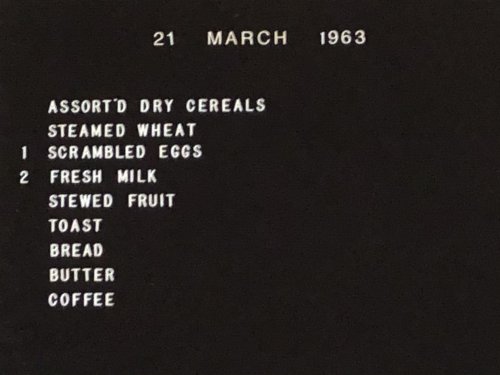 21 MARCH 1963
ASSORT'D DRY CEREALS
STEAMED WHEAT
1 SCRAMBLED EGGS
2 FRESH MILK
STEWED FRUIT
TOAST
BREAD
BUTTER
COFFEE